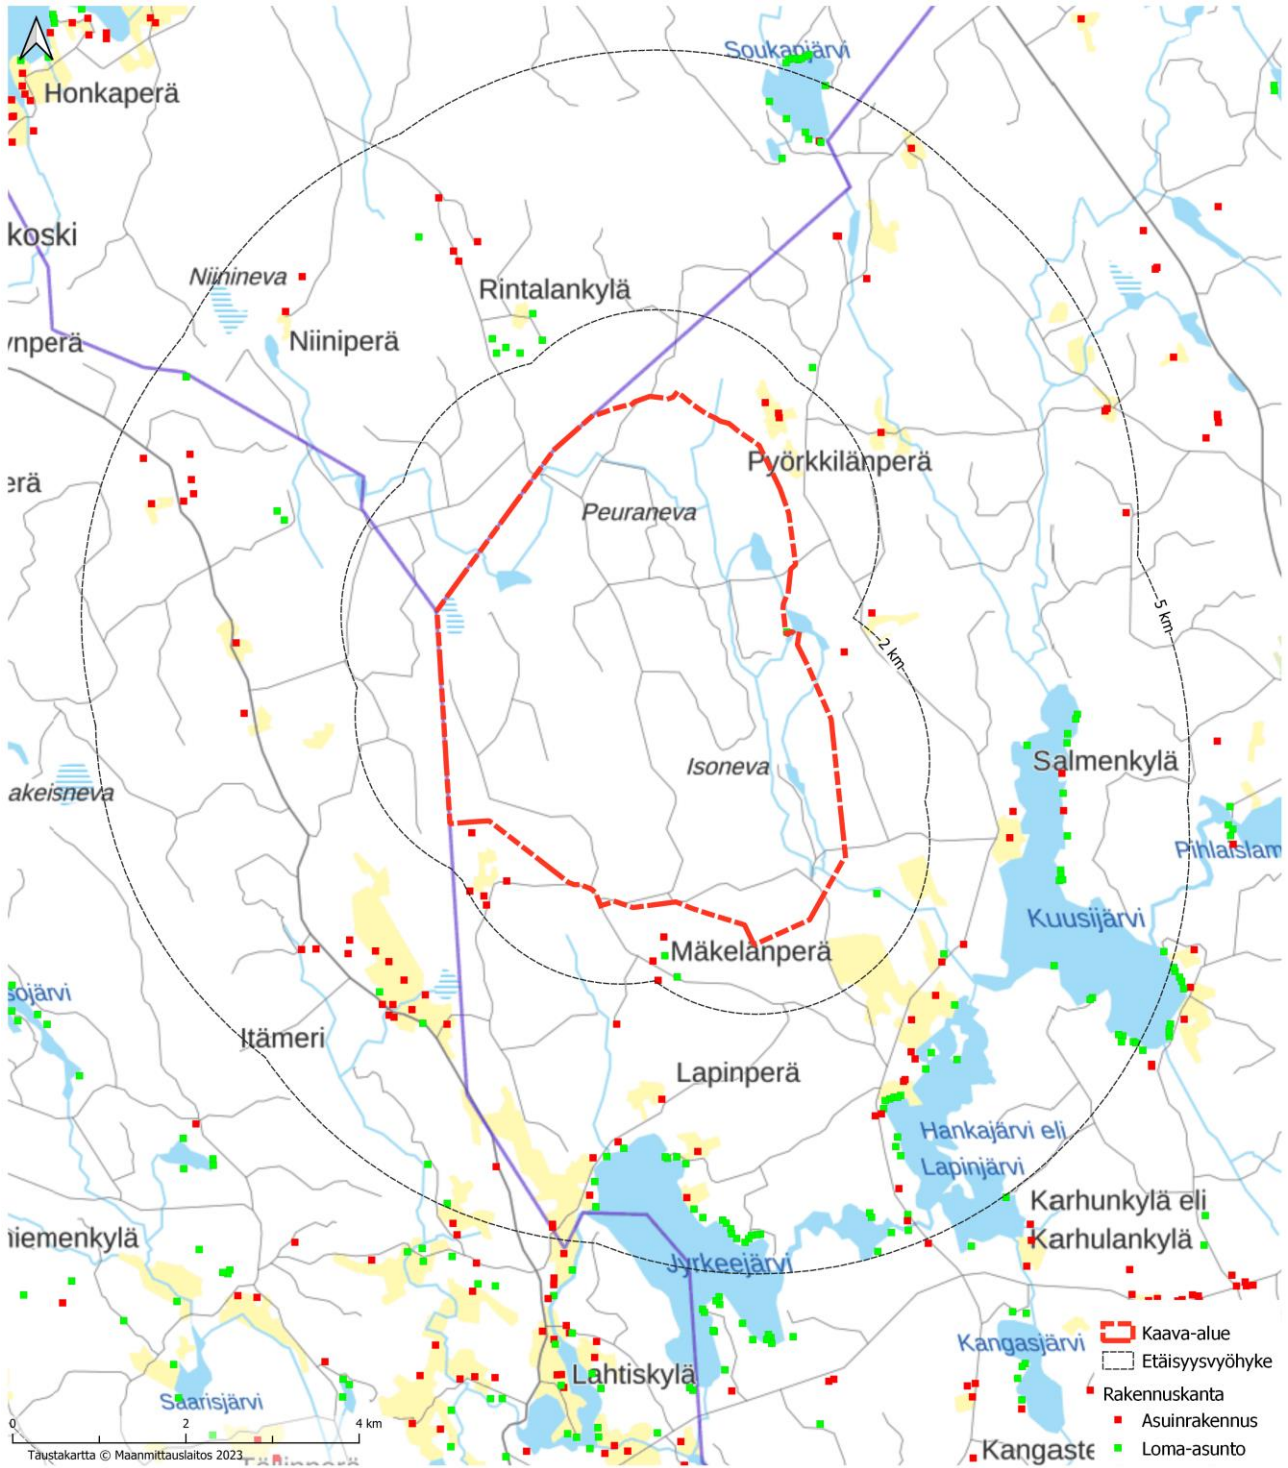 Soukanjärvi
Honkaperä
koski
Niinineva
Rintalankylä
ynperä
Niiniperä
Pyörkkilänperä
erä
Peuraneva
5 km
2 km
Isoneva
Salmenkylä
akeisneva
Pihlaislam
Kuusijärvi
Mäkelänperä
sojärvi
Itämeri
Lapinperä
Hankajärvi eli
Lapinjärvi
Karhunkylä eli
Karhulankylä
niemenkylä
Jyrkeejärvi
Kaava-alue
Kangasjärvi
Etäisyysvyöhyke
Lahtiskylä
Rakennuskanta
Saarisjärvi
Asuinrakennus
0 2 4 km
Loma-asunto
Kangaste
Taustakartta © Maanmittauslaitos 2023